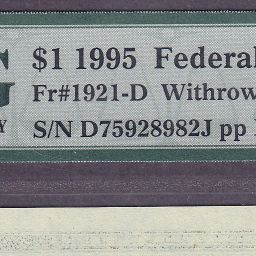 $1 1995 Federal
Fr#1921-D Withrow
S/N D75928982J pp